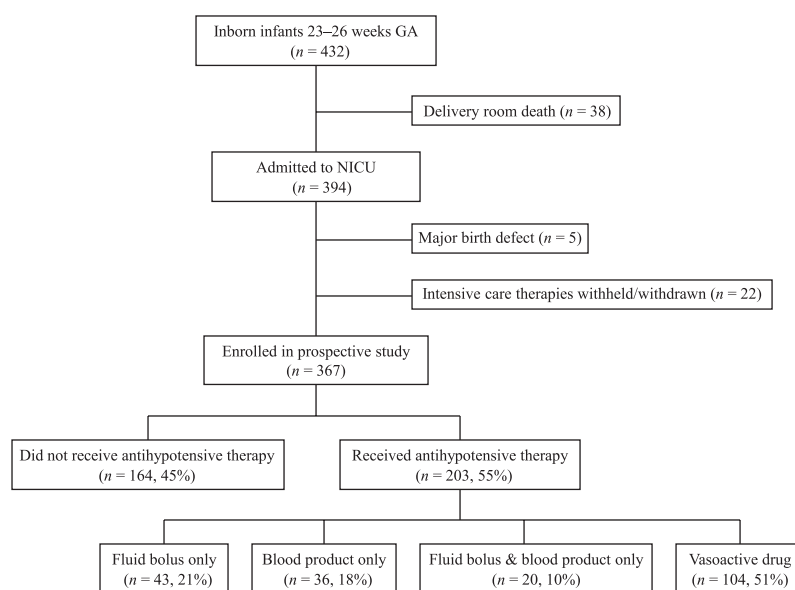 Inborn infants 23–26 weeks GA
(n = 432)
Delivery room death (n = 38)
Admitted to NICU
(n = 394)
Major birth defect (n = 5)
Intensive care therapies withheld/withdrawn (n = 22)
Enrolled in prospective study
(n = 367)
Did not receive antihypotensive therapy
(n = 164, 45%)
Received antihypotensive therapy
(n = 203, 55%)
Fluid bolus only
(n = 43, 21%)
Blood product only
(n = 36, 18%)
Fluid bolus & blood product only
(n = 20, 10%)
Vasoactive drug
(n = 104, 51%)